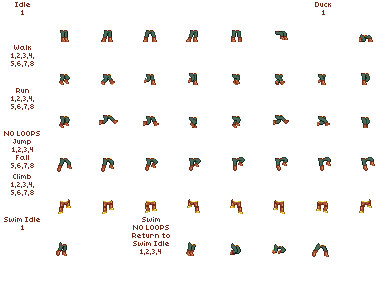 Idle
1
Duck
1
Walk
1,2,3,4,
5,6,7,8
Run
1,2,3,4,
5,6,7,8
NO LOOPS
Jump
1,2,3,4
Fall
5,6,7,8
Climb
1,2,3,4,
5,6,7,8
Swim Idle
1
Swim
NO LOOPS
Return to
Swim Idle
1,2,3,4